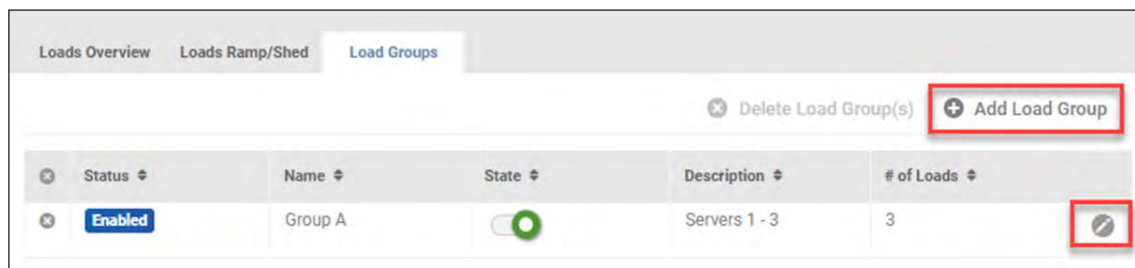 Loads Overview Loads Ramp/Shed Load Groups
Delete Load Group(s) Add Load Group
Status Name State Description # of Loads
Enabled Group A Servers 1 - 3 3